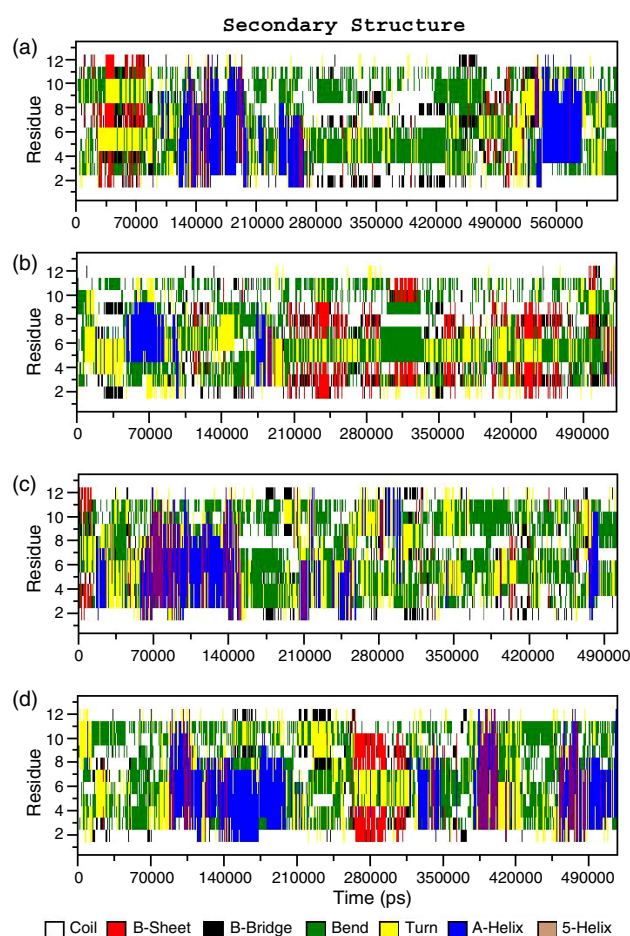 Secondary Structure
(a)
Residue
12
10
8
6
4
2
0 70000 140000 210000 280000 350000 420000 490000 560000
(b)
Residue
12
10
8
6
4
2
0 70000 140000 210000 280000 350000 420000 490000
(c)
Residue
12
10
8
6
4
2
0 70000 140000 210000 280000 350000 420000 490000
(d)
Residue
12
10
8
6
4
2
0 70000 140000 210000 280000 350000 420000 490000
Time (ps)
Coil B-Sheet B-Bridge Bend Turn A-Helix 5-Helix